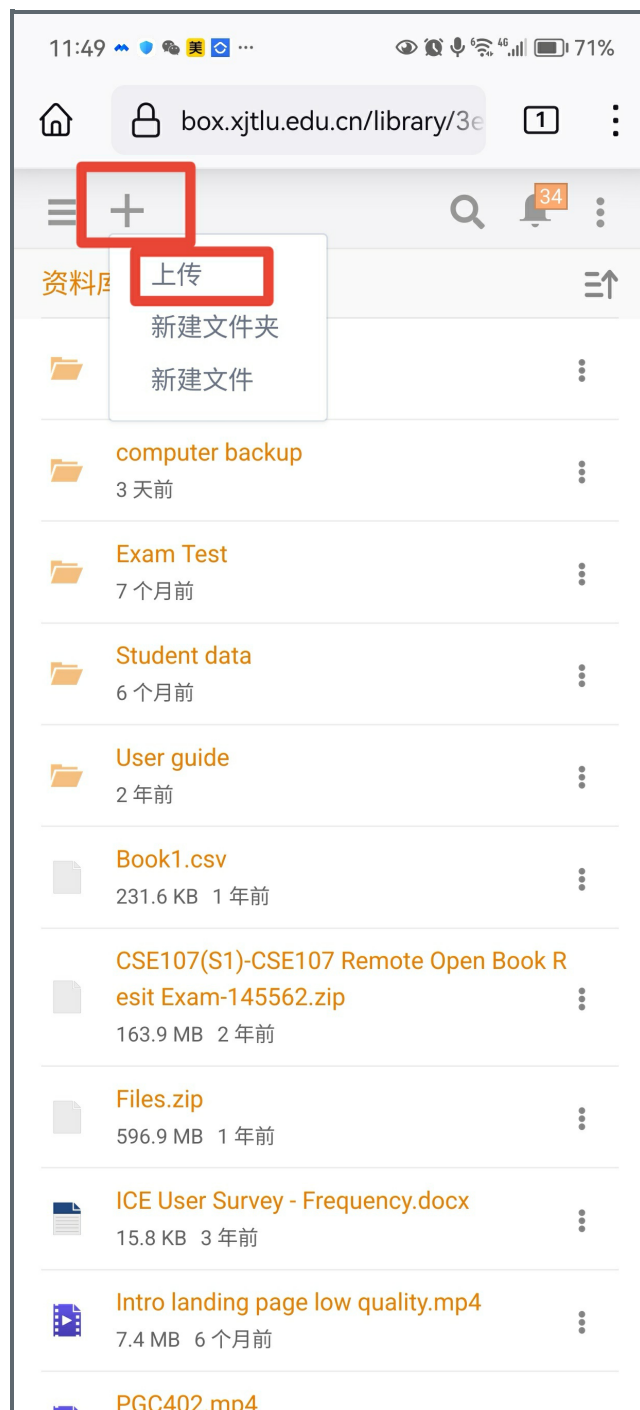 11:49 美 ··· 6 4G 71%
box.xjtlu.edu.cn/library/3e 1
34
资料库
上传
新建文件夹
新建文件
computer backup
3 天前
Exam Test
7 个月前
Student data
6 个月前
User guide
2 年前
Book1.csv
231.6 KB 1 年前
CSE107(S1)-CSE107 Remote Open Book R
esit Exam-145562.zip
163.9 MB 2 年前
Files.zip
596.9 MB 1 年前
ICE User Survey - Frequency.docx
15.8 KB 3 年前
Intro landing page low quality.mp4
7.4 MB 6 个月前
PGC402.mp4